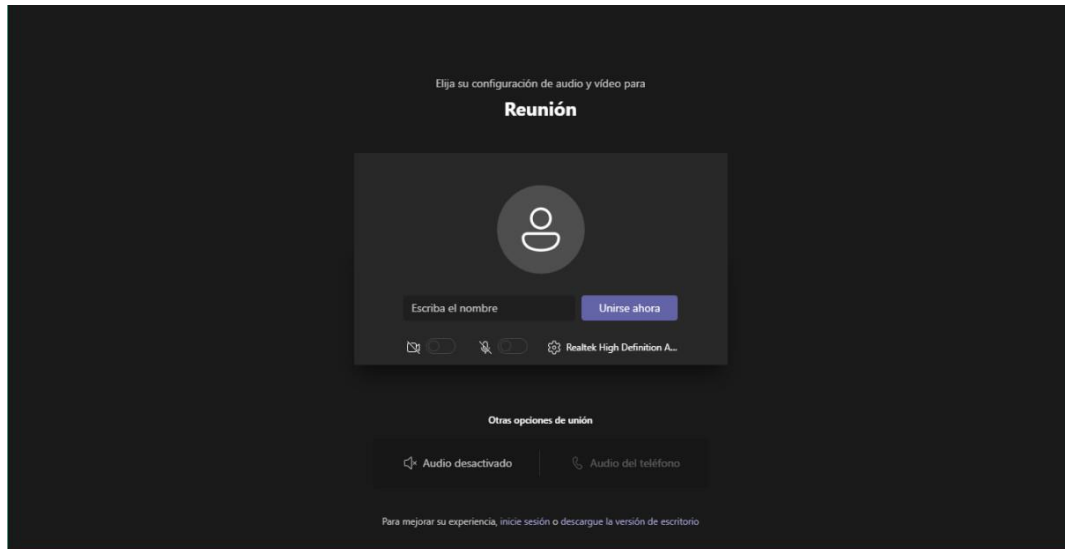 Elija su configuración de audio y vídeo para
Reunión
Escriba el nombre
Unirse ahora
Realtek High Definition A...
Otras opciones de unión
Audio desactivado
Audio del teléfono
Para mejorar su experiencia, inicie sesión o descargue la versión de escritorio